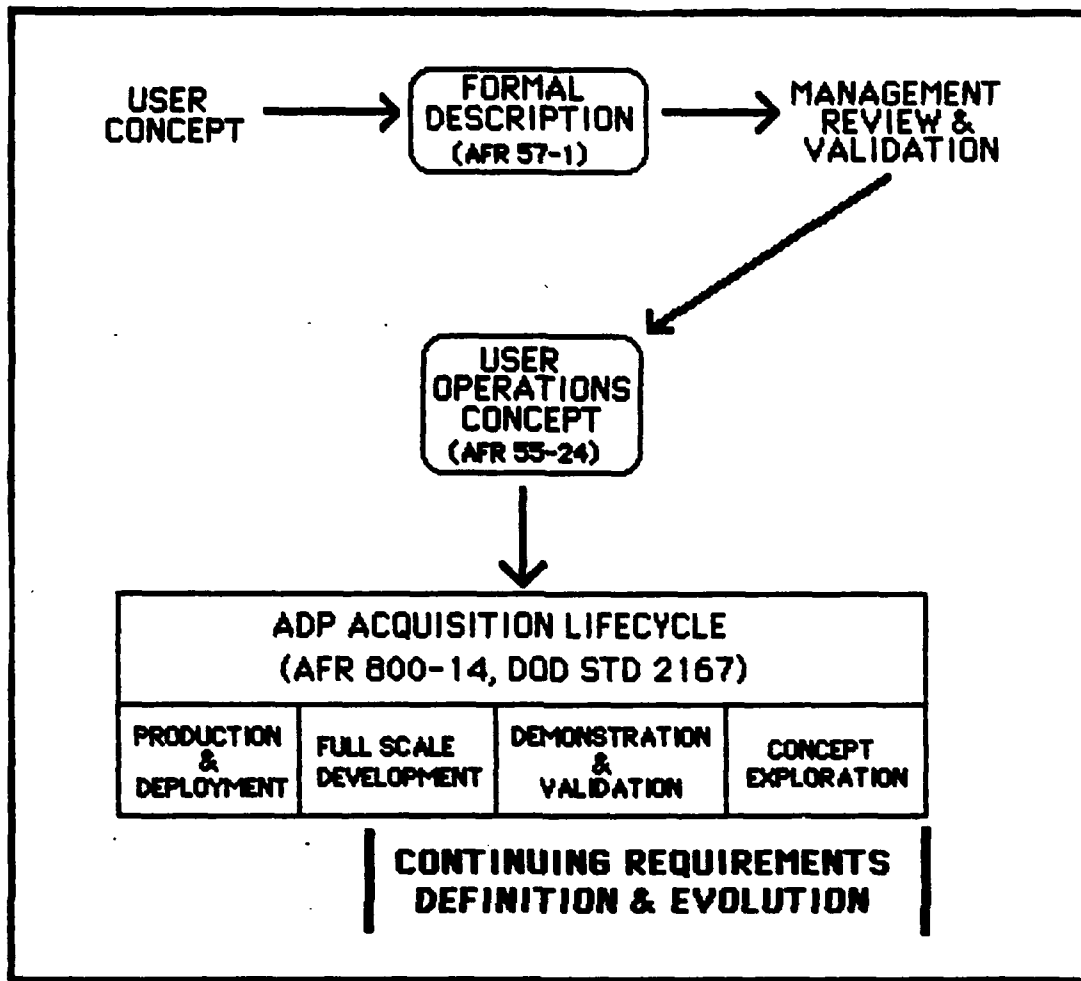 USER
CONCEPT
FORMAL
DESCRIPTION
(AFR 57-1)
MANAGEMENT
REVIEW &
VALIDATION
USER
OPERATIONS
CONCEPT
(AFR 55-24)
ADP ACQUISITION LIFECYCLE
(AFR 800-14, DOD STD 2167)
PRODUCTION
&
DEPLOYMENT
FULL SCALE
DEVELOPMENT
DEMONSTRATION
&
VALIDATION
CONCEPT
EXPLORATION
CONTINUING REQUIREMENTS
DEFINITION & EVOLUTION